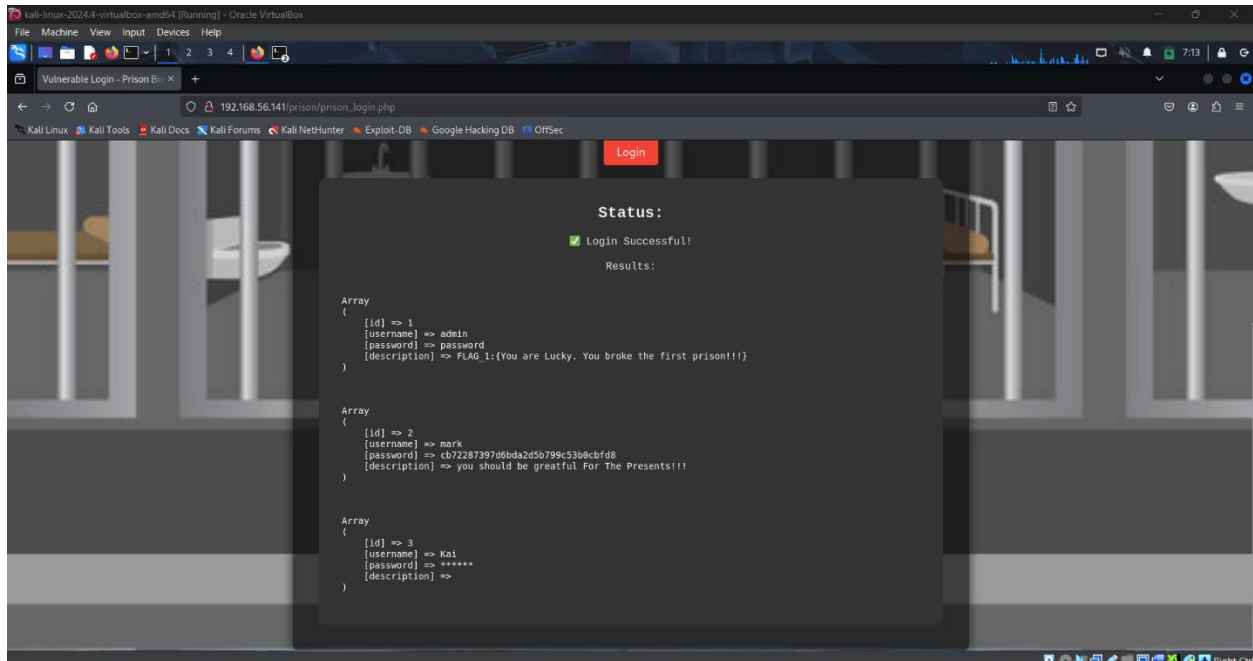 kali-linux-2024.4-virtualbox-amd64 [Running] - Oracle VirtualBox
File Machine View Input Devices Help
1 2 3 4
2
7:13
Vulnerable Login - Prison Bre
192.168.56.141/prison/prison_login.php
Kali Linux Kali Tools Kali Docs Kali Forums Kali NetHunter Exploit-DB Google Hacking DB OffSec
Login
Status:
✅ Login Successful!
Results:
Array
(
[id] => 1
[username] => admin
[password] => password
[description] => FLAG_1:{You are Lucky. You broke the first prison!!!}
)
Array
(
[id] => 2
[username] => mark
[password] => cb72287397d6bda2d5b799c53b0cbfd8
[description] => you should be greatful For The Presents!!!
)
Array
(
[id] => 3
[username] => Kai
[password] => ******
[description] =>
)
Right Ctrl